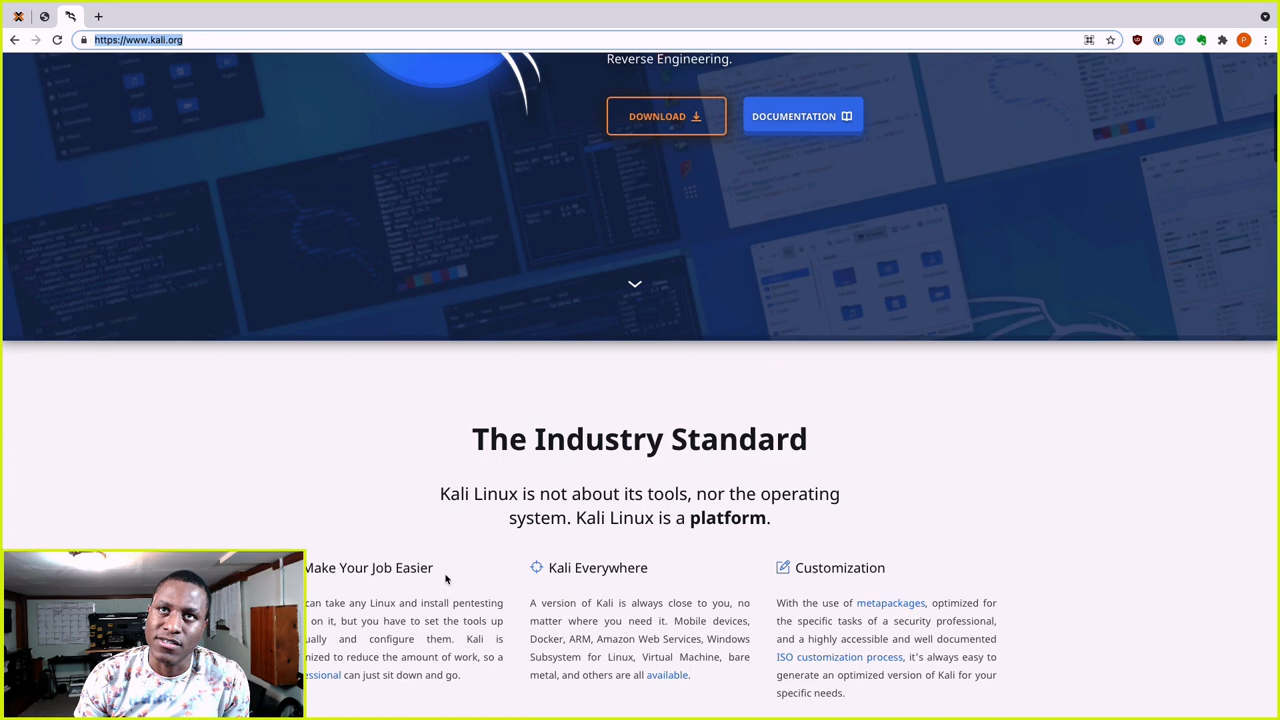 https://www.kali.org
Reverse Engineering.
DOWNLOAD
DOCUMENTATION
The Industry Standard
Kali Linux is not about its tools, nor the operating
system. Kali Linux is a platform.
Make Your Job Easier
can take any Linux and install pentesting
on it, but you have to set the tools up
and configure them. Kali is
to reduce the amount of work, so a
can just sit down and go.
Kali Everywhere
A version of Kali is always close to you, no
matter where you need it. Mobile devices,
Docker, ARM, Amazon Web Services, Windows
Subsystem for Linux, Virtual Machine, bare
metal, and others are all available.
Customization
With the use of metapackages, optimized for
the specific tasks of a security professional,
and a highly accessible and well documented
ISO customization process, it's always easy to
generate an optimized version of Kali for your
specific needs.